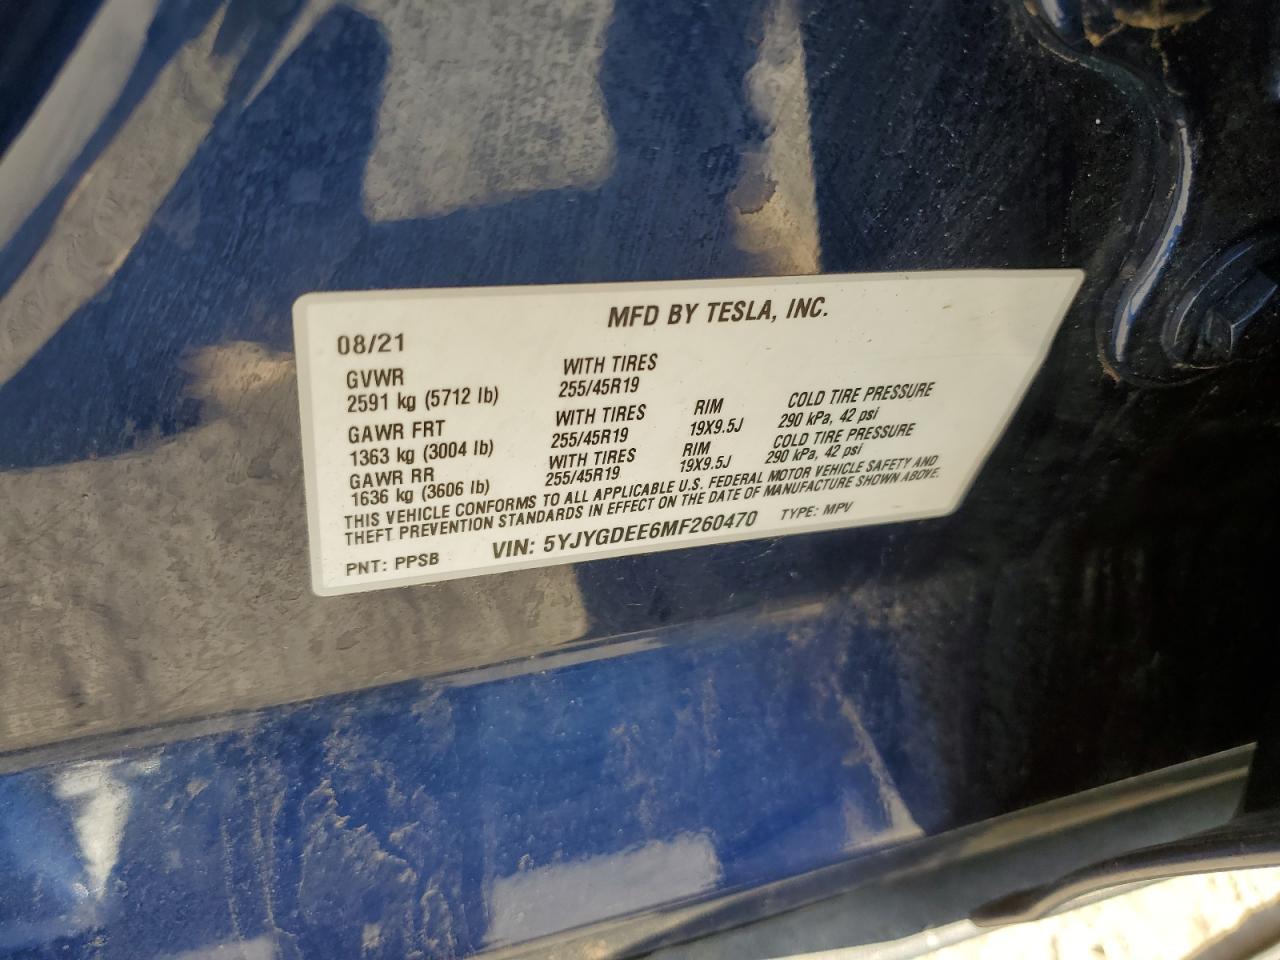 MFD BY TESLA, INC.
08/21
GVWR WITH TIRES
2591 kg (5712 lb) 255/45R19
GAWR FRT WITH TIRES RIM COLD TIRE PRESSURE
1363 kg (3004 lb) 255/45R19 19X9.5J 290 kPa, 42 psi
GAWR RR WITH TIRES RIM COLD TIRE PRESSURE
1636 kg (3606 lb) 255/45R19 19X9.5J 290 kPa, 42 psi
THIS VEHICLE CONFORMS TO ALL APPLICABLE U.S. FEDERAL MOTOR VEHICLE SAFETY AND
THEFT PREVENTION STANDARDS IN EFFECT ON THE DATE OF MANUFACTURE SHOWN ABOVE.
PNT: PPSB VIN: 5YJYGDEE6MF260470 TYPE: MPV